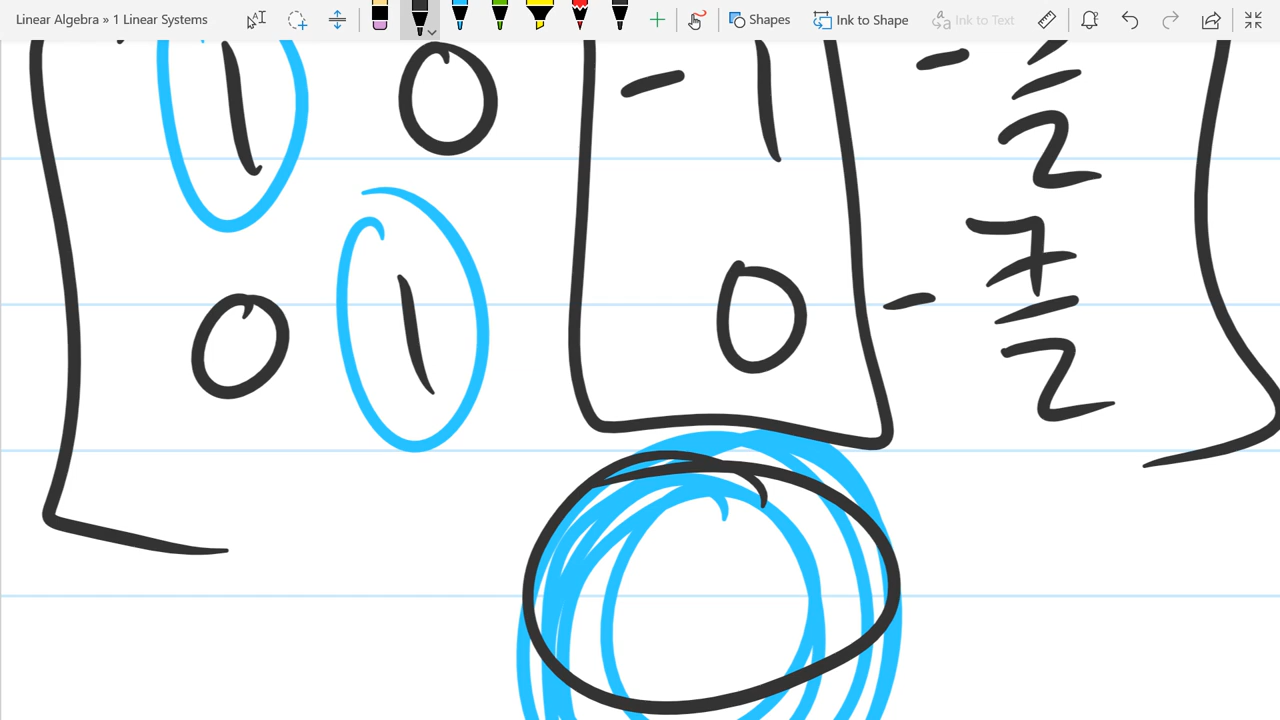 Linear Algebra » 1 Linear Systems Shapes Ink to Shape Ink to Text
1 0 - 1 - 2
0 1 0 - 7/2